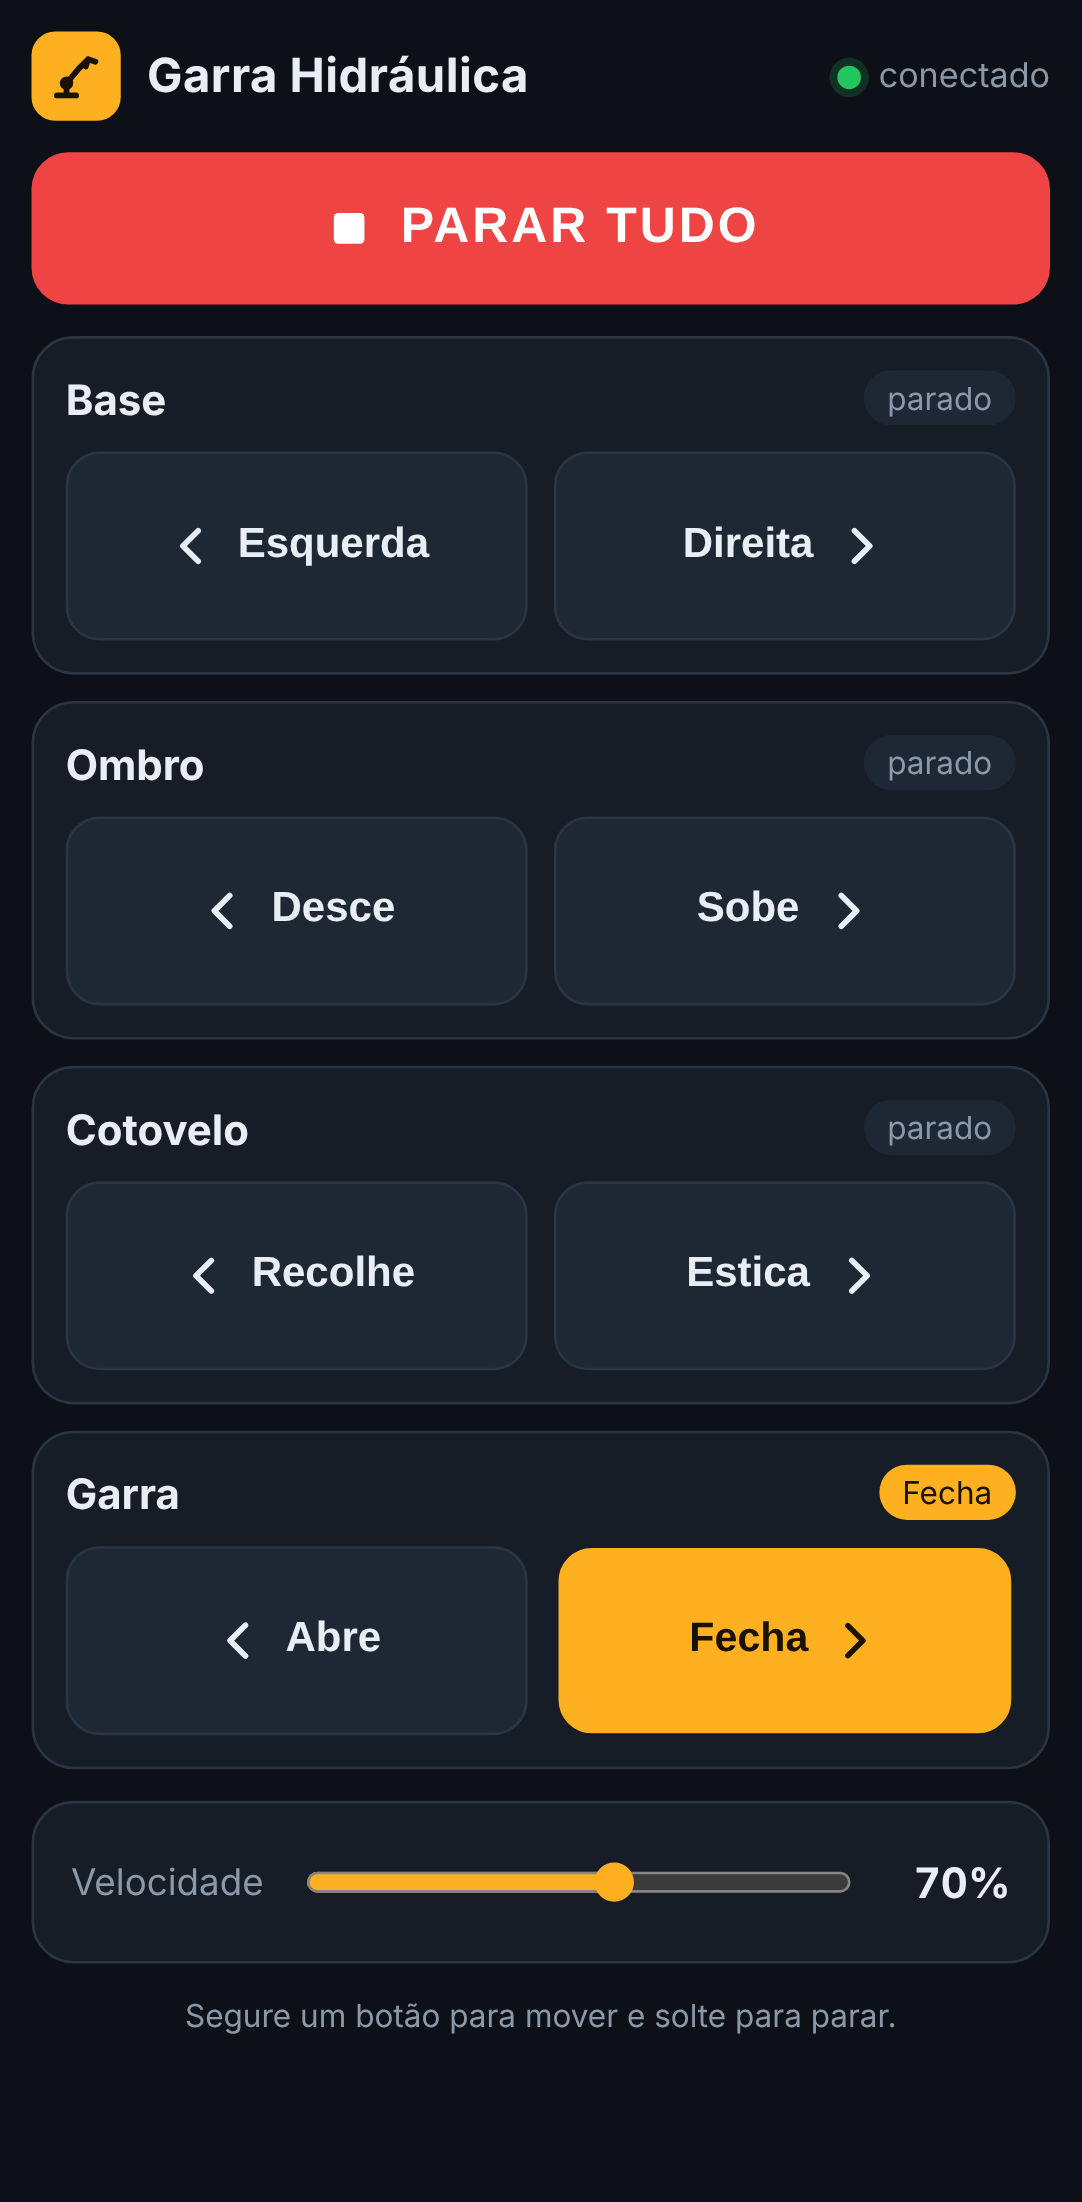 Garra Hidráulica
conectado
PARAR TUDO
Base
parado
Esquerda
Direita
Ombro
parado
Desce
Sobe
Cotovelo
parado
Recolhe
Estica
Garra
Fecha
Abre
Fecha
Velocidade
70%
Segure um botão para mover e solte para parar.